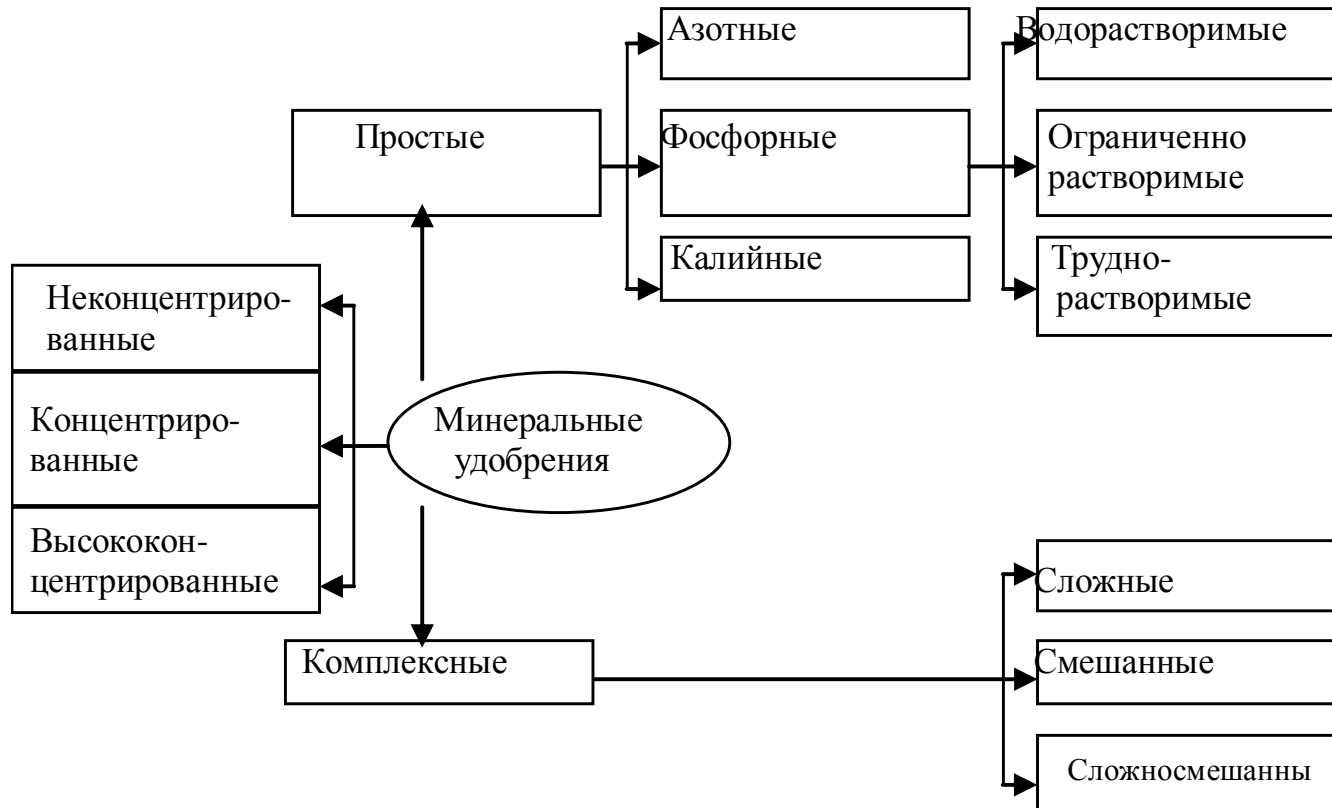 Азотные
Водорастворимые
Простые
Фосфорные
Ограниченно
растворимые
Калийные
Трудно-
растворимые
Неконцентриро-
ванные
Концентриро-
ванные
Высококон-
центрированные
Минеральные
удобрения
Комплексные
Сложные
Смешанные
Сложносмешанны